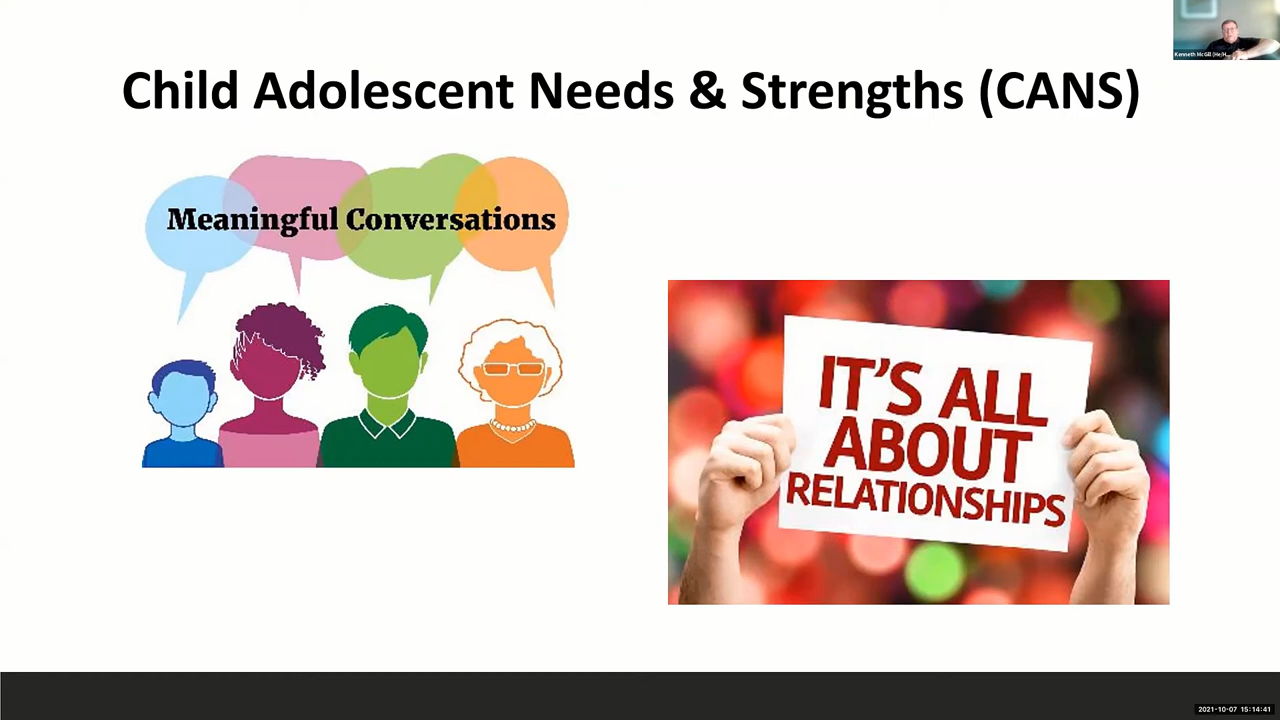 Child Adolescent Needs & Strengths (CANS)
Meaningful Conversations
IT'S ALL
ABOUT
RELATIONSHIPS
2021-10-07 15:14:41